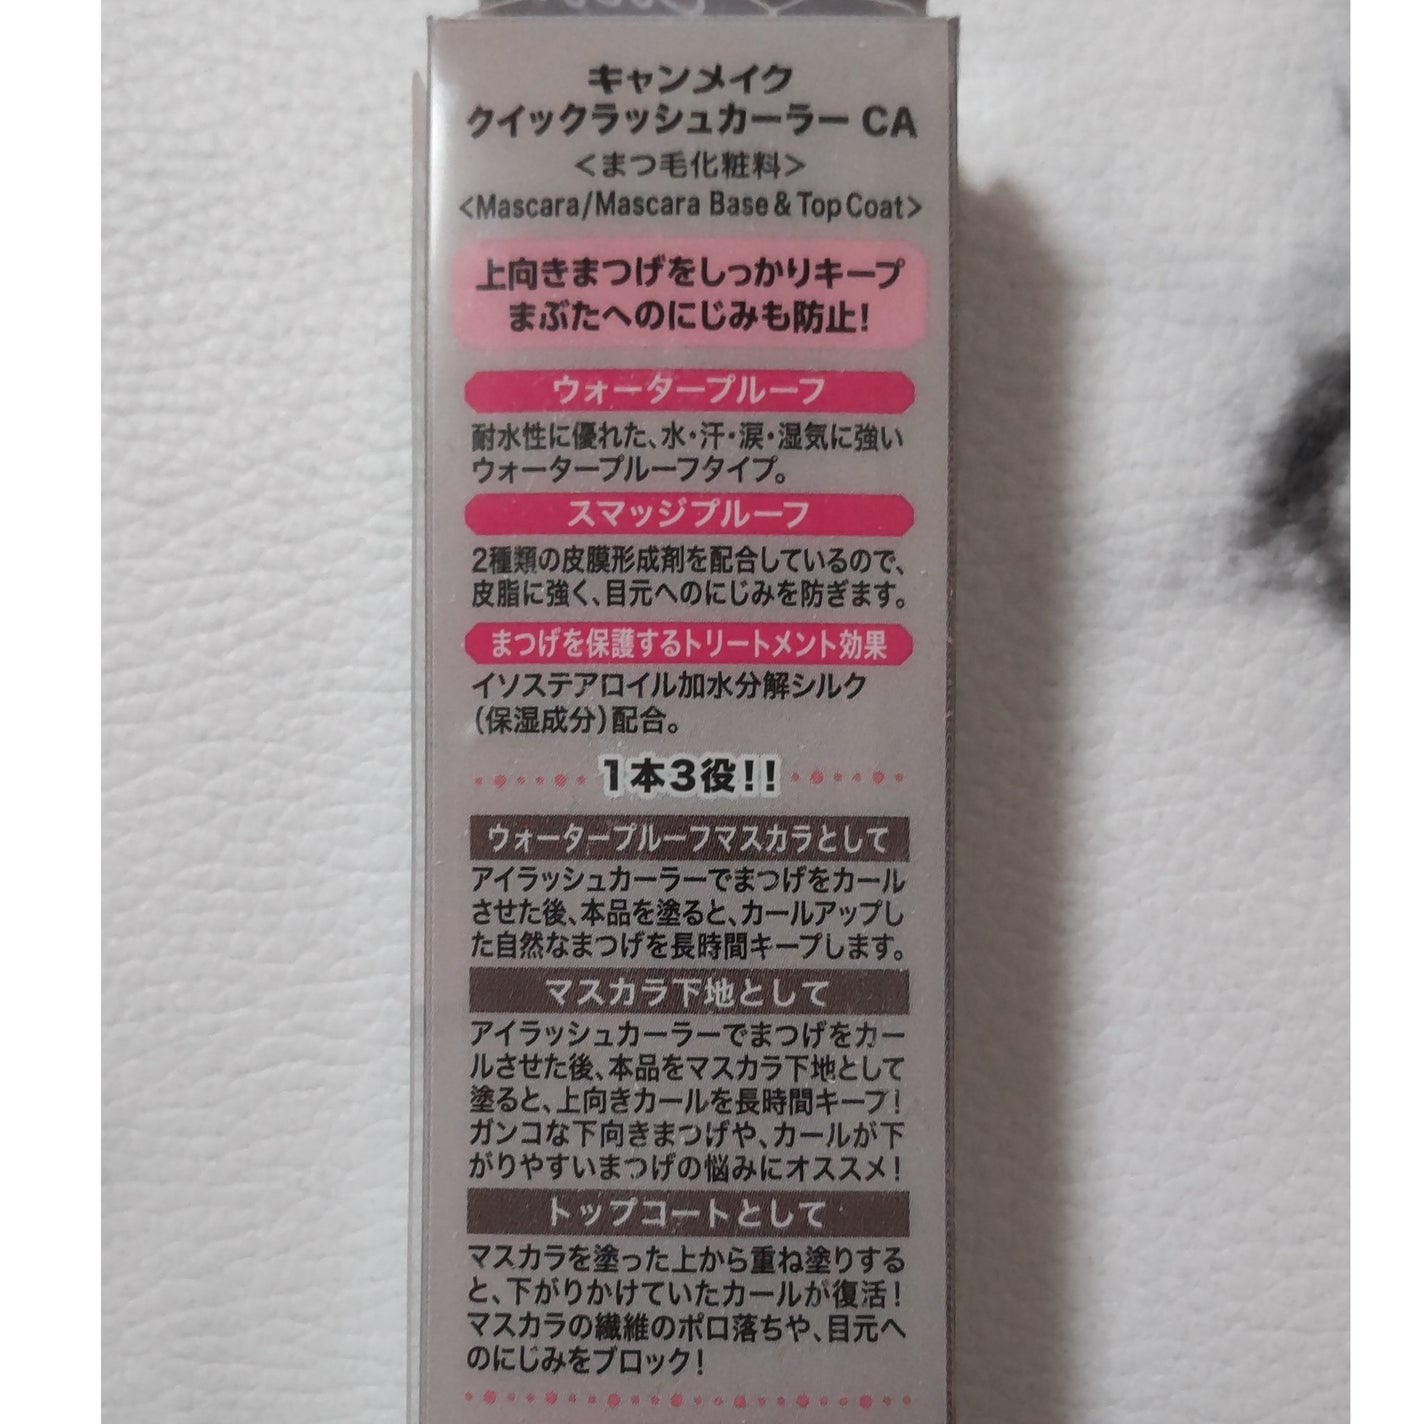 キャンメイク
クイックラッシュカーラー CA
<まつ毛化粧料>
<Mascara/Mascara Base & Top Coat>
上向きまつげをしっかりキープ
まぶたへのにじみも防止!
ウォータープルーフ
耐水性に優れた、水・汗・涙・湿気に強い
ウォータープルーフタイプ。
スマッジプルーフ
2種類の皮膜形成剤を配合しているので、
皮脂に強く、目元へのにじみを防ぎます。
まつげを保護するトリートメント効果
イソステアロイル加水分解シルク
(保湿成分)配合。
1本3役!!
ウォータープルーフマスカラとして
アイラッシュカーラーでまつげをカール
させた後、本品を塗ると、カールアップし
た自然なまつげを長時間キープします。
マスカラ下地として
アイラッシュカーラーでまつげをカー
ルさせた後、本品をマスカラ下地として
塗ると、上向きカールを長時間キープ!
ガンコな下向きまつげや、カールが下
がりやすいまつげの悩みにオススメ!
トップコートとして
マスカラを塗った上から重ね塗りする
と、下がりかけていたカールが復活!
マスカラの繊維のポロ落ちや、目元へ
のにじみをブロック!